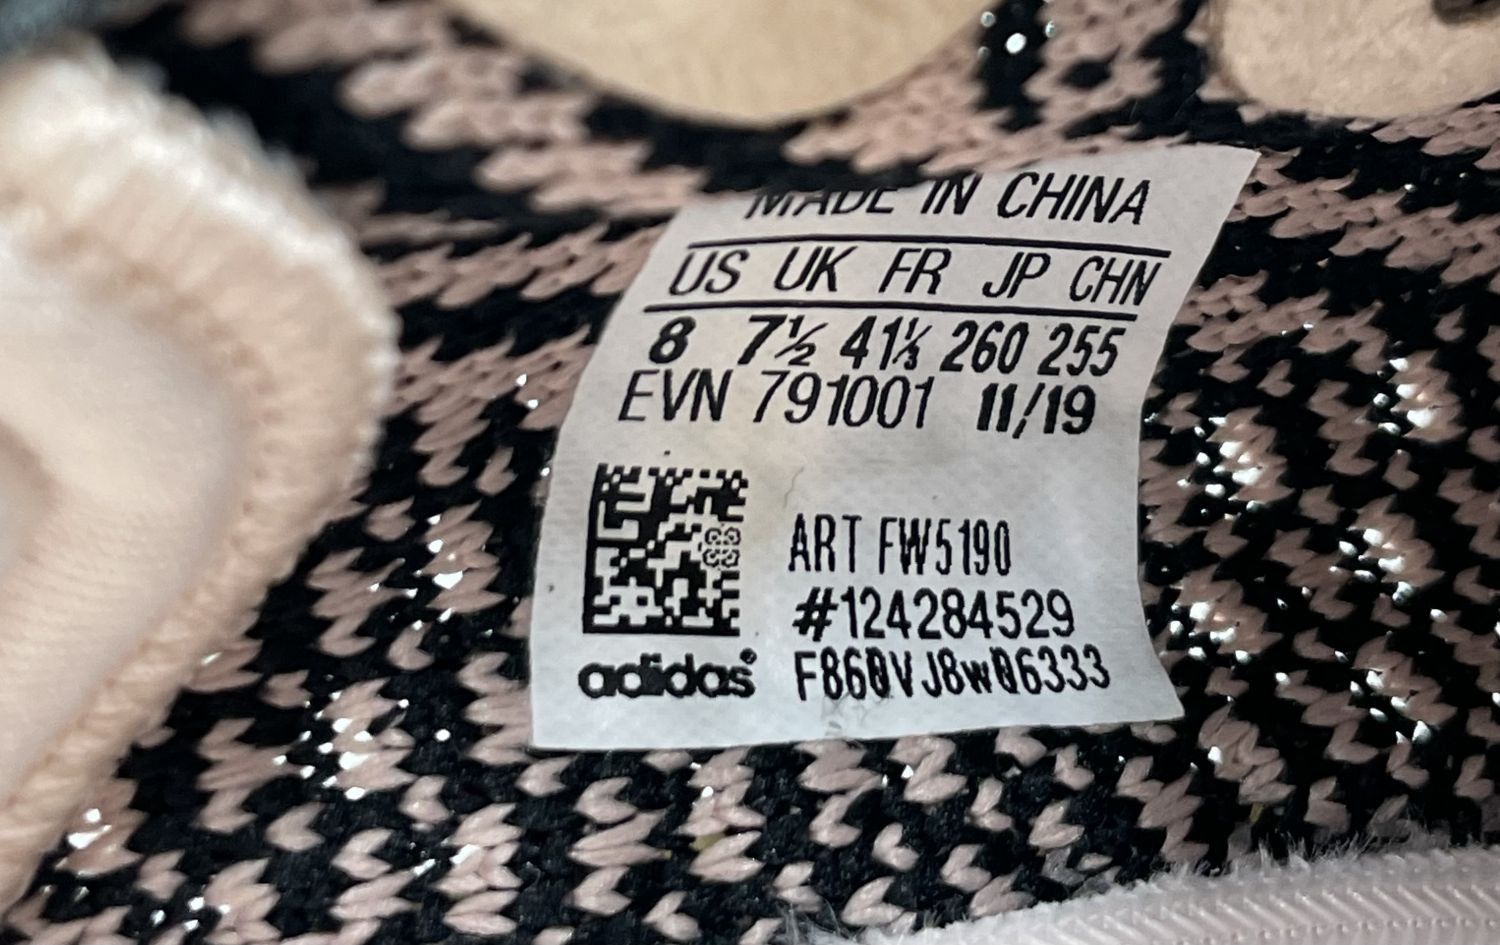 MADE IN CHINA
US UK FR JP CHN
8 7½ 41⅓ 260 255
EVN 791001 11/19
ART FW5190
#124284529
adidas® F860VJ8w06333